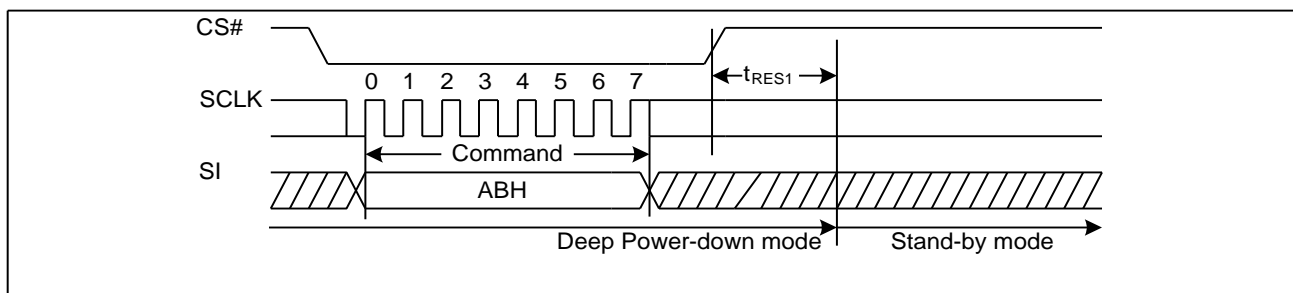 CS#
tRES1
0 1 2 3 4 5 6 7
SCLK
Command
SI
ABH
Deep Power-down mode Stand-by mode